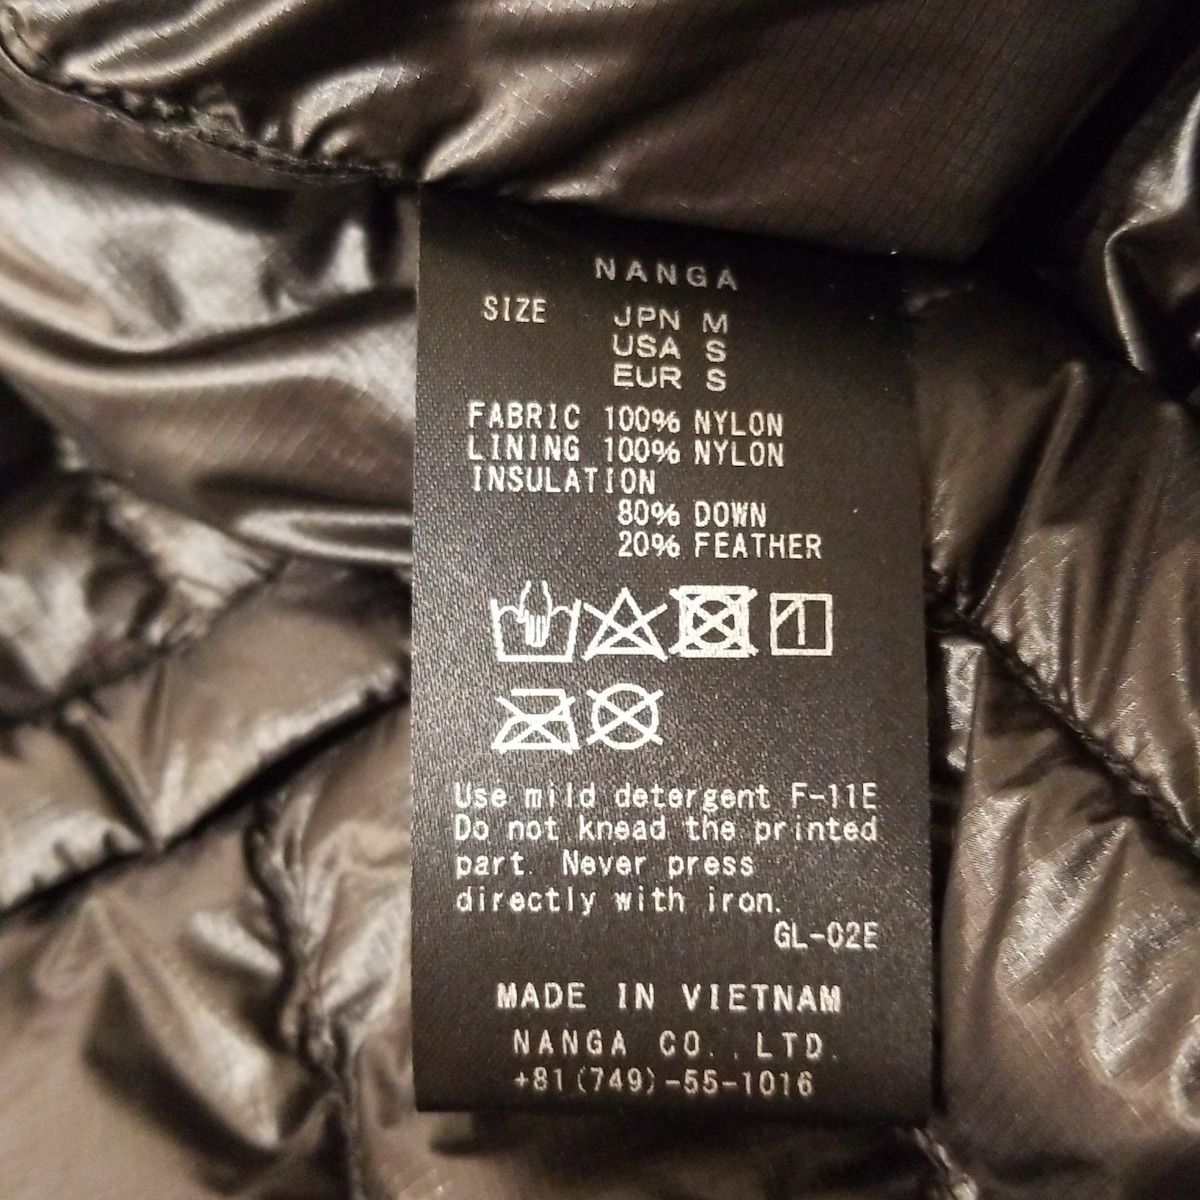 NANGA
SIZE JPN M
USA S
EUR S
FABRIC 100% NYLON
LINING 100% NYLON
INSULATION
80% DOWN
20% FEATHER
Use mild detergent F-11E
Do not knead the printed
part. Never press
directly with iron.
GL-02E
MADE IN VIETNAM
NANGA CO., LTD.
+81(749)-55-1016